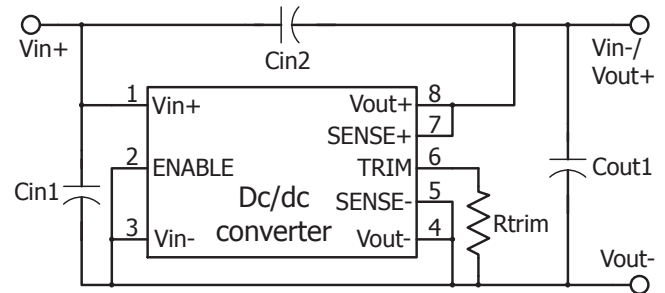 Vin+
Cin2
Vin-/
Vout+
1
Vin+
Vout+
8
SENSE+
7
2
ENABLE
TRIM
6
Cin1
Dc/dc
converter
SENSE-
5
Rtrim
Cout1
3
Vin-
Vout-
4
Vout-